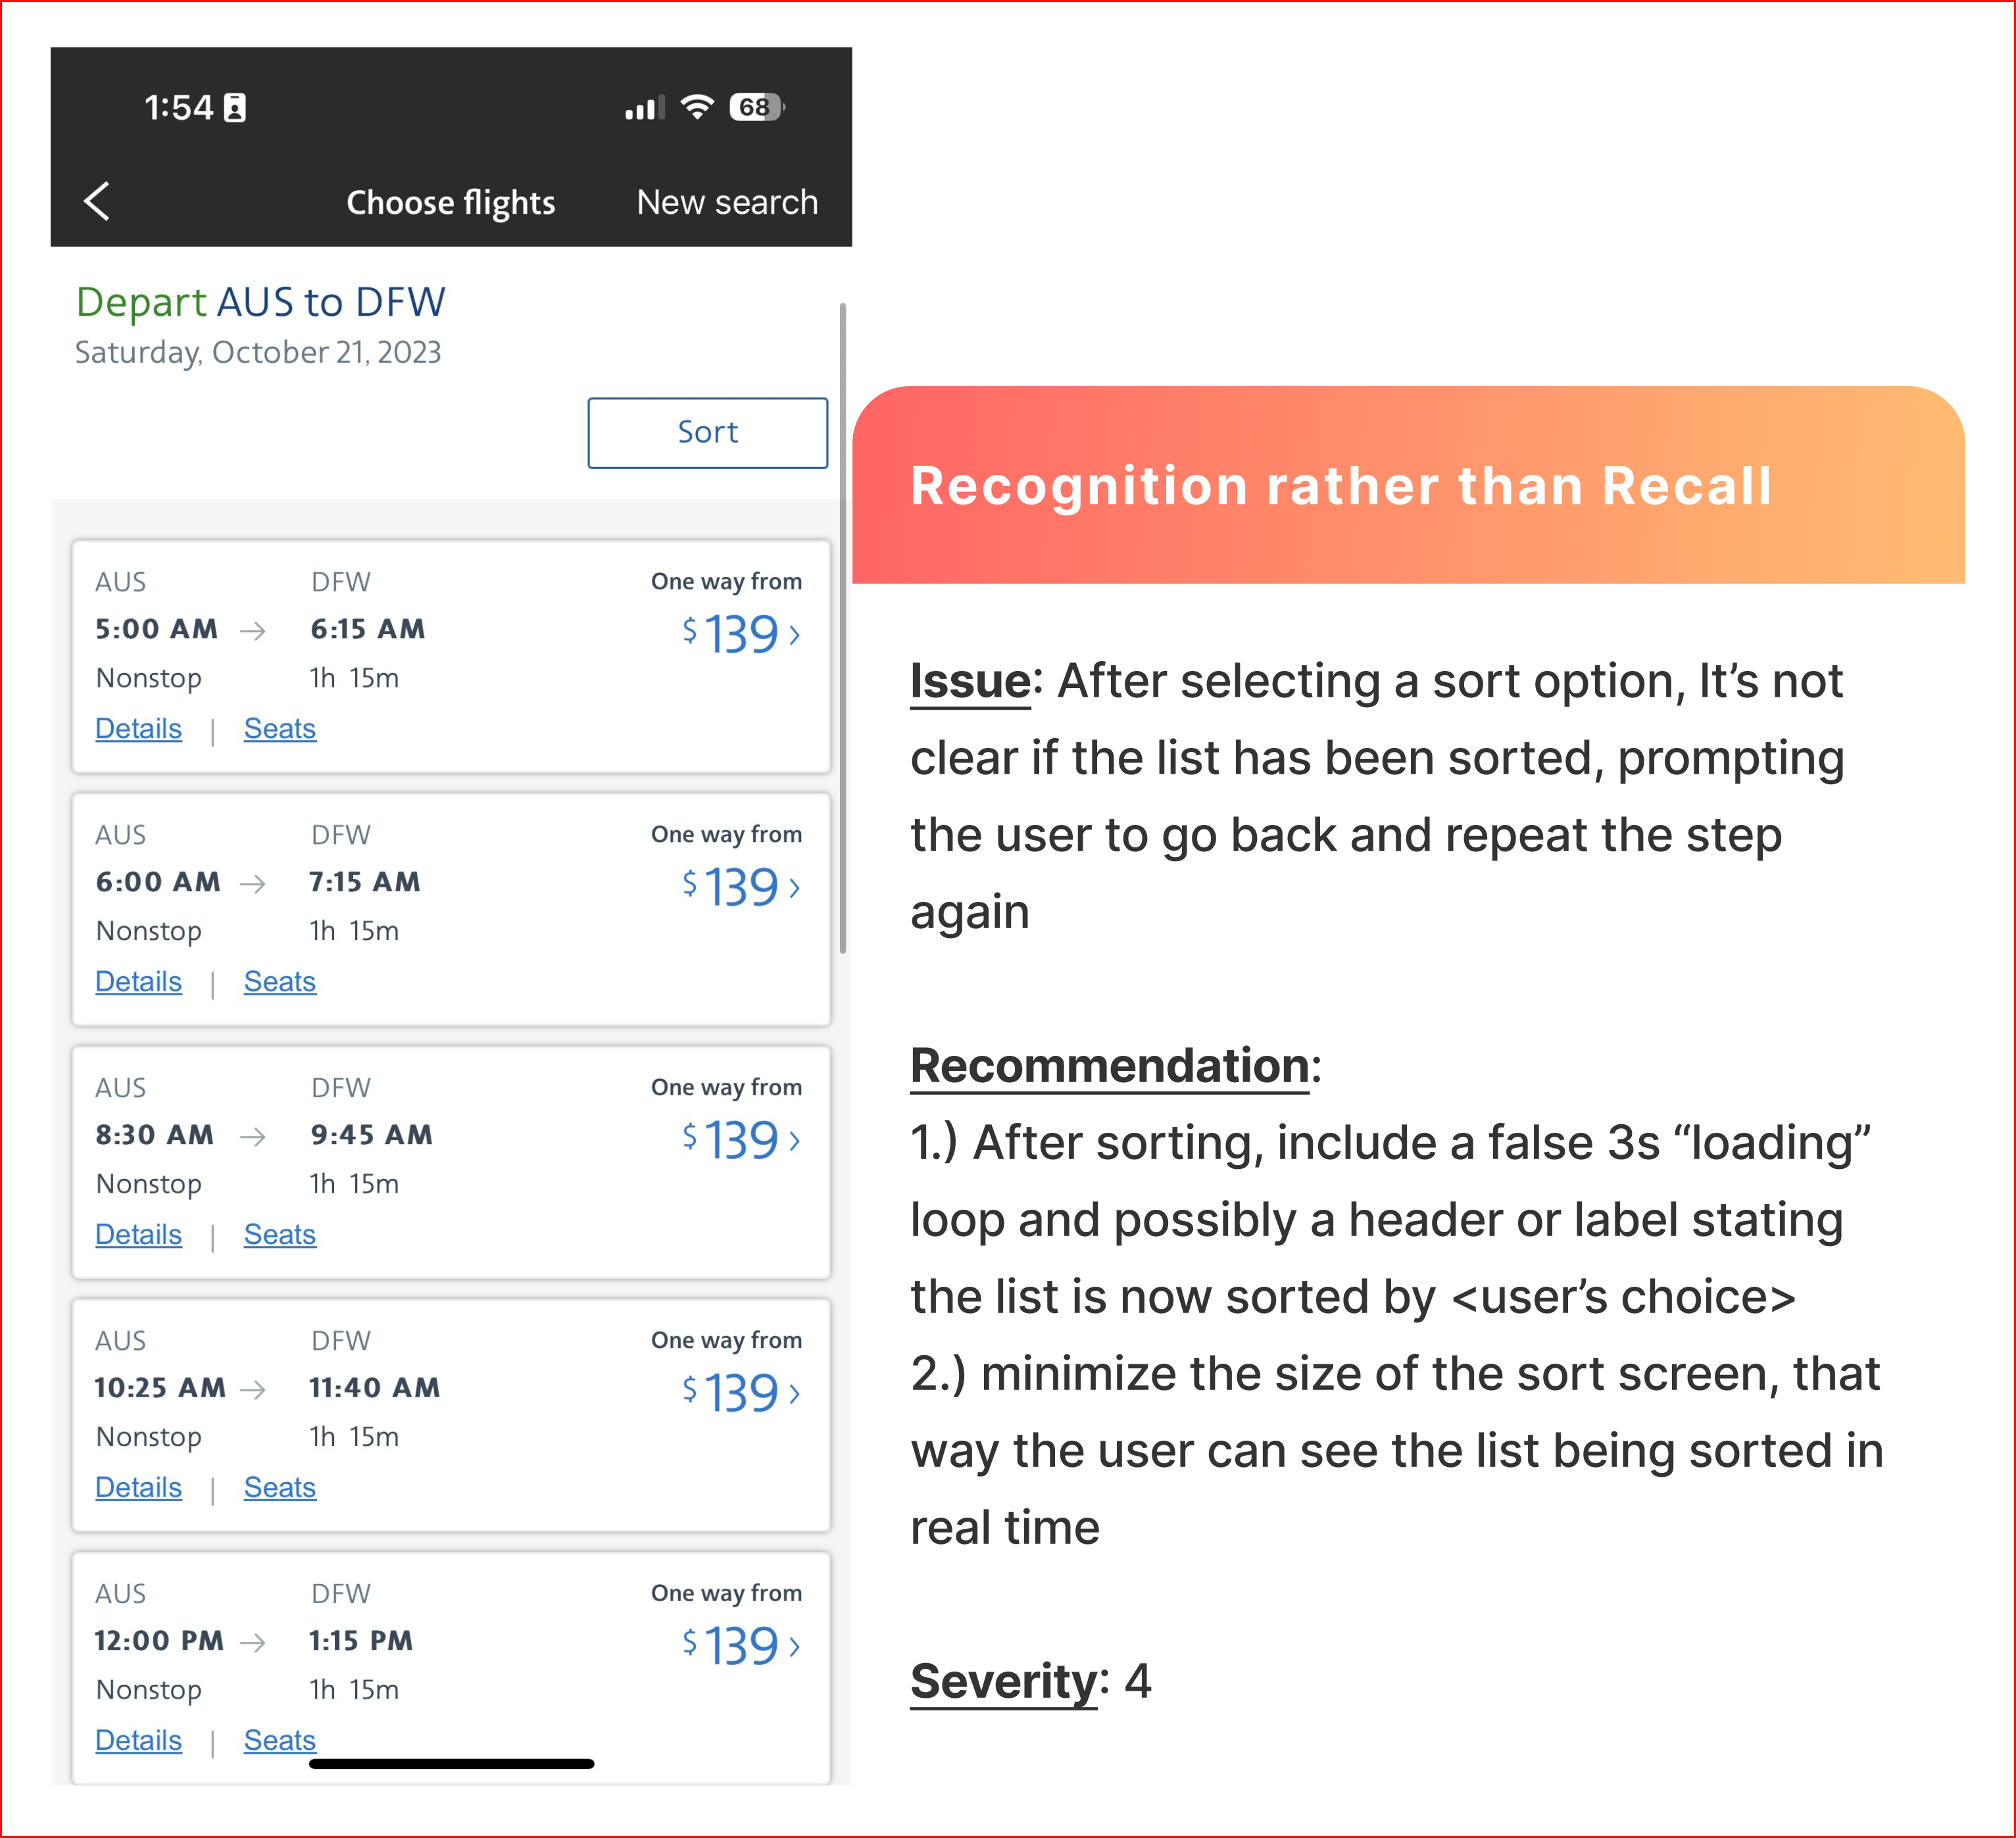 1:54
68
Choose flights New search
Depart AUS to DFW
Saturday, October 21, 2023
Sort
AUS DFW One way from
5:00 AM → 6:15 AM $139 ›
Nonstop 1h 15m
Details | Seats
AUS DFW One way from
6:00 AM → 7:15 AM $139 ›
Nonstop 1h 15m
Details | Seats
AUS DFW One way from
8:30 AM → 9:45 AM $139 ›
Nonstop 1h 15m
Details | Seats
AUS DFW One way from
10:25 AM → 11:40 AM $139 ›
Nonstop 1h 15m
Details | Seats
AUS DFW One way from
12:00 PM → 1:15 PM $139 ›
Nonstop 1h 15m
Details | Seats
Recognition rather than Recall
Issue: After selecting a sort option, It’s not
clear if the list has been sorted, prompting
the user to go back and repeat the step
again
Recommendation:
1.) After sorting, include a false 3s “loading”
loop and possibly a header or label stating
the list is now sorted by <user’s choice>
2.) minimize the size of the sort screen, that
way the user can see the list being sorted in
real time
Severity: 4